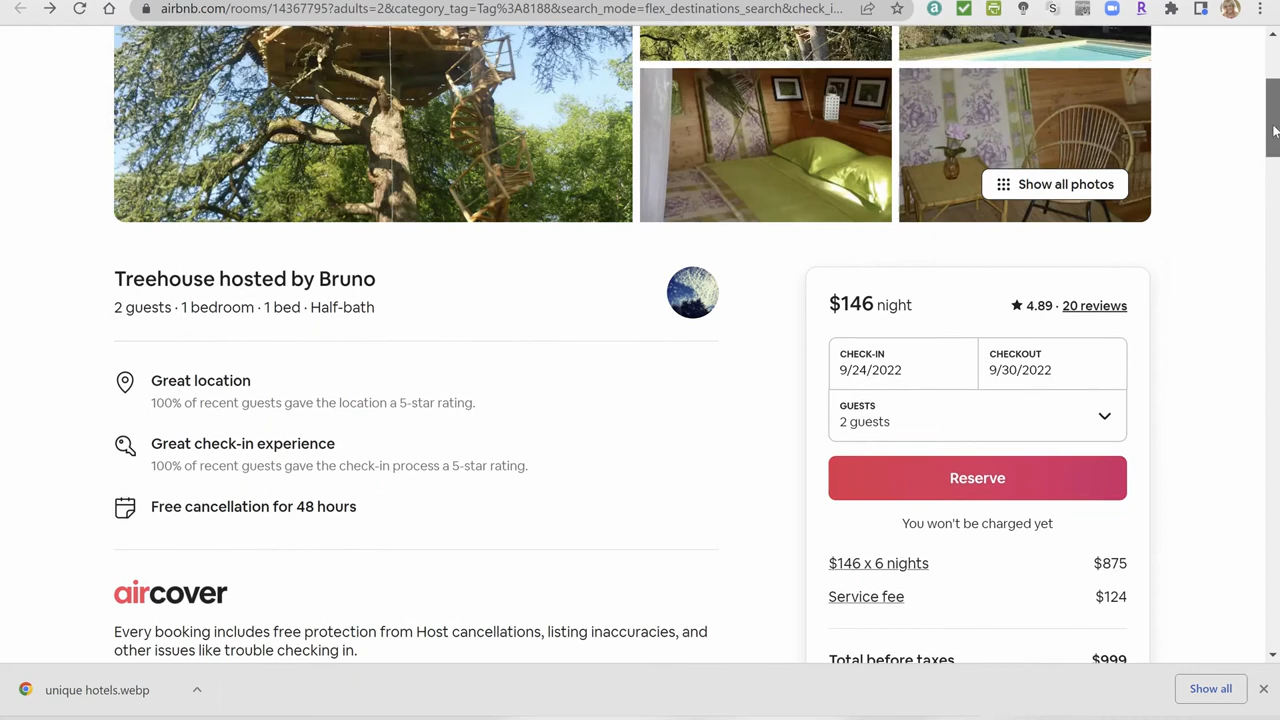 airbnb.com/rooms/14367795?adults=2&category_tag=Tag%3A8188&search_mode=flex_destinations_search&check_i...
Show all photos
Treehouse hosted by Bruno
2 guests · 1 bedroom · 1 bed · Half-bath
$146 night
★ 4.89 · 20 reviews
CHECK-IN
9/24/2022
CHECKOUT
9/30/2022
GUESTS
2 guests
Reserve
You won't be charged yet
$146 x 6 nights $875
Service fee $124
Total before taxes $999
Great location
100% of recent guests gave the location a 5-star rating.
Great check-in experience
100% of recent guests gave the check-in process a 5-star rating.
Free cancellation for 48 hours
aircover
Every booking includes free protection from Host cancellations, listing inaccuracies, and
other issues like trouble checking in.
unique hotels.webp
Show all